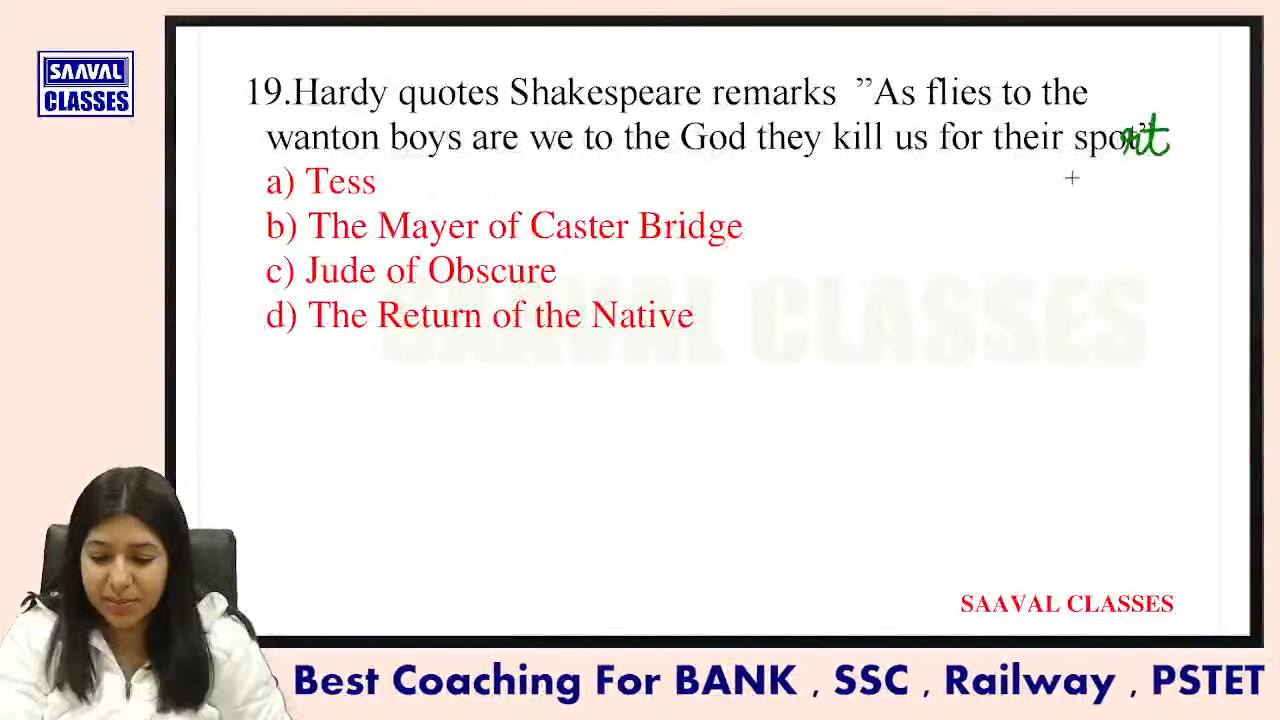 SAAVAL
CLASSES
19.Hardy quotes Shakespeare remarks ”As flies to the
wanton boys are we to the God they kill us for their sport”
a) Tess
b) The Mayer of Caster Bridge
c) Jude of Obscure
d) The Return of the Native
SAAVAL CLASSES
SAAVAL CLASSES
Best Coaching For BANK , SSC , Railway , PSTET